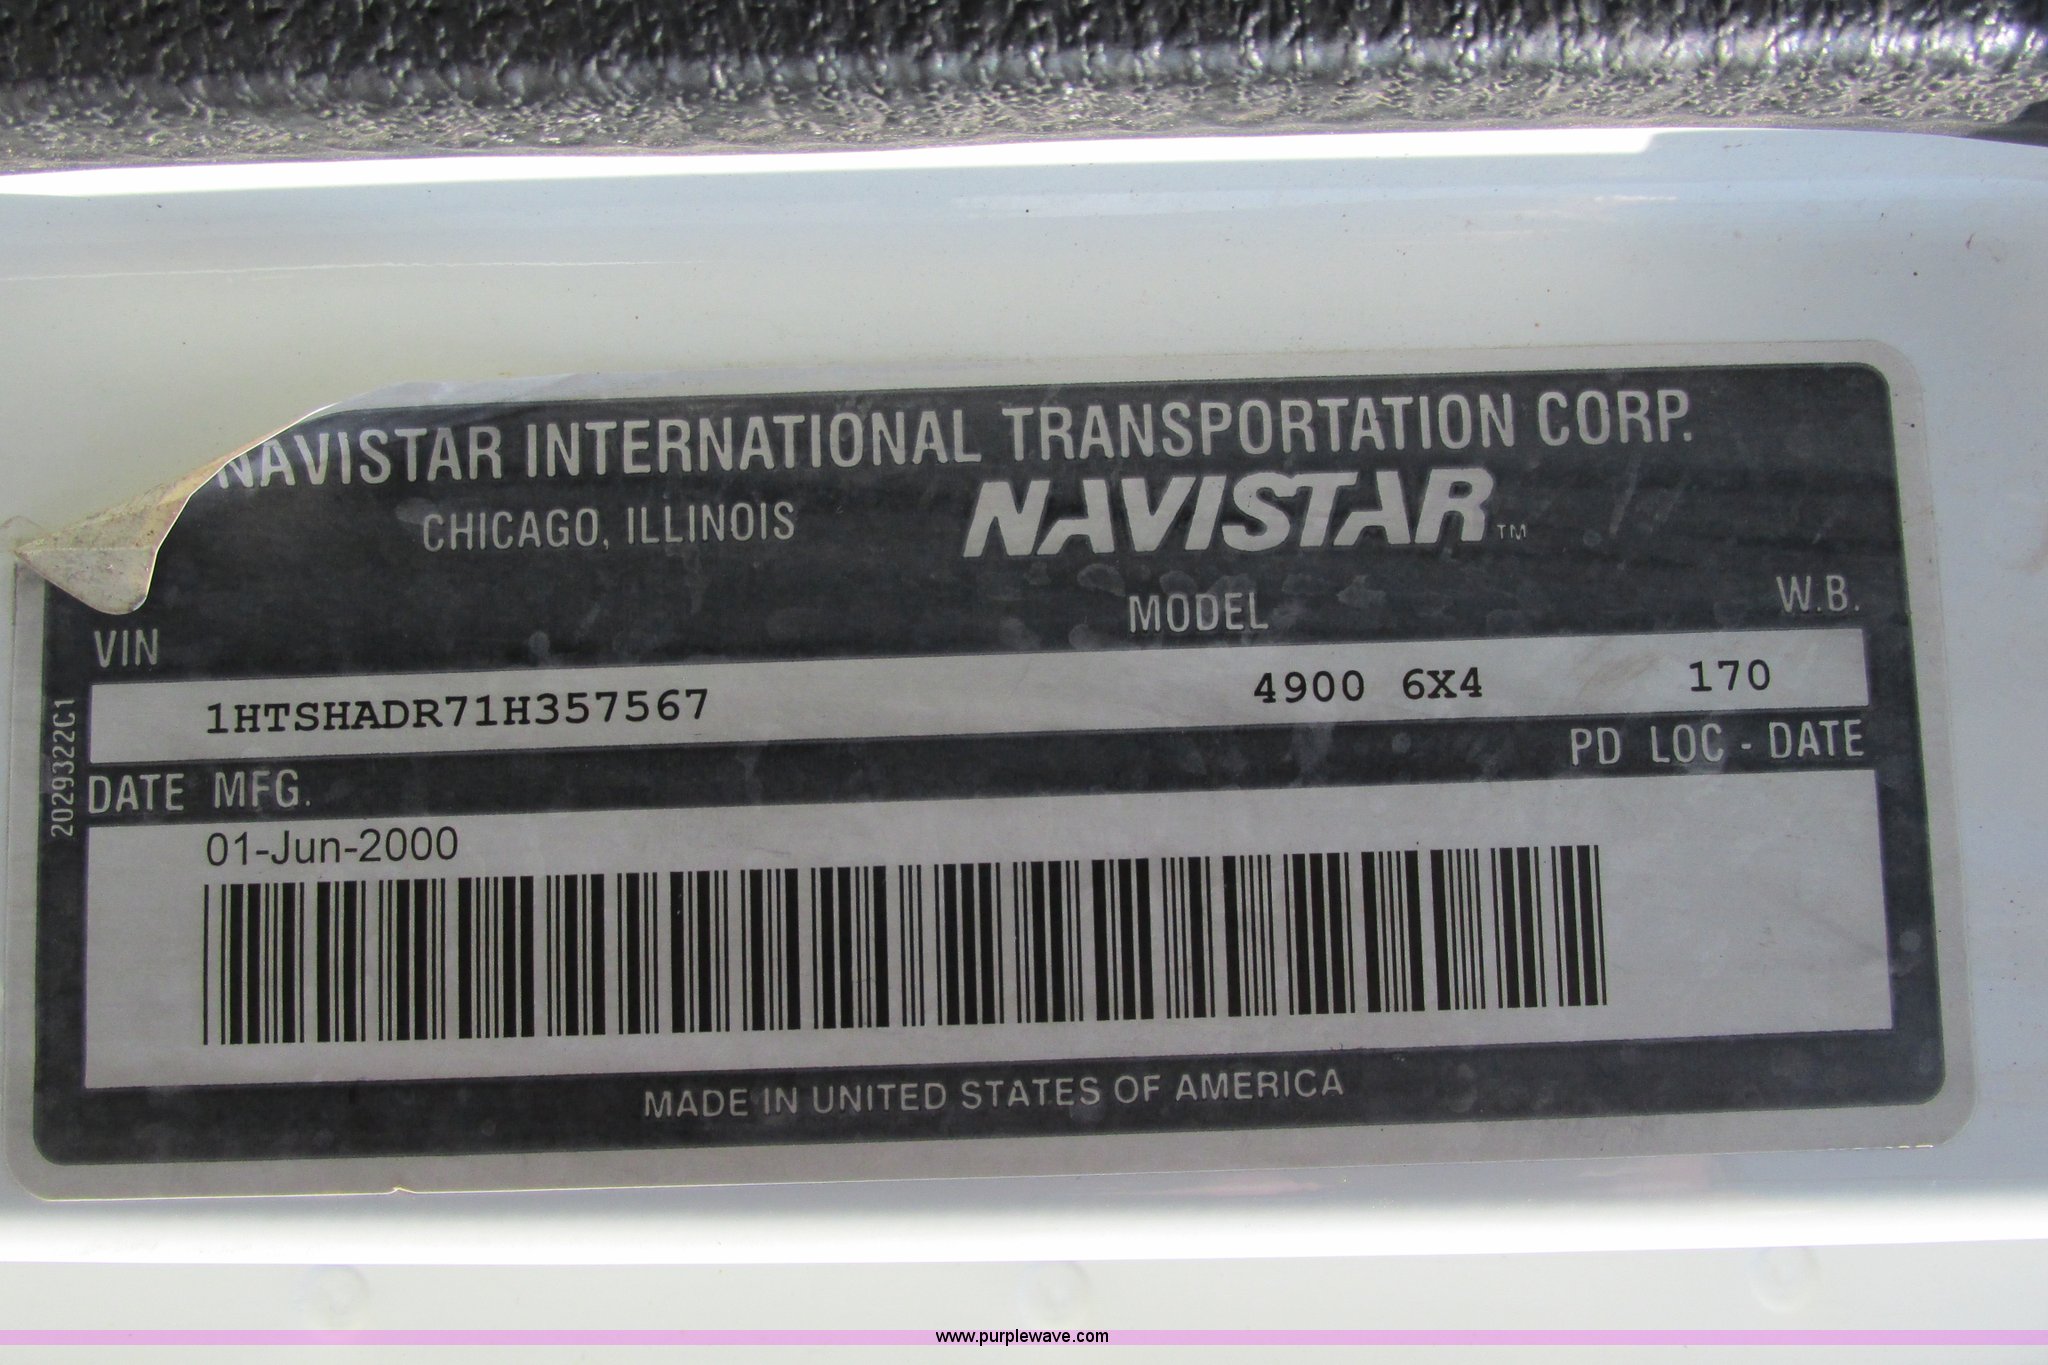 NAVISTAR INTERNATIONAL TRANSPORTATION CORP.
CHICAGO, ILLINOIS
NAVISTAR™
VIN
MODEL
W.B.
1HTSHADR71H357567
4900 6X4
170
DATE MFG.
PD LOC - DATE
01-Jun-2000
MADE IN UNITED STATES OF AMERICA
2029322C1
www.purplewave.com